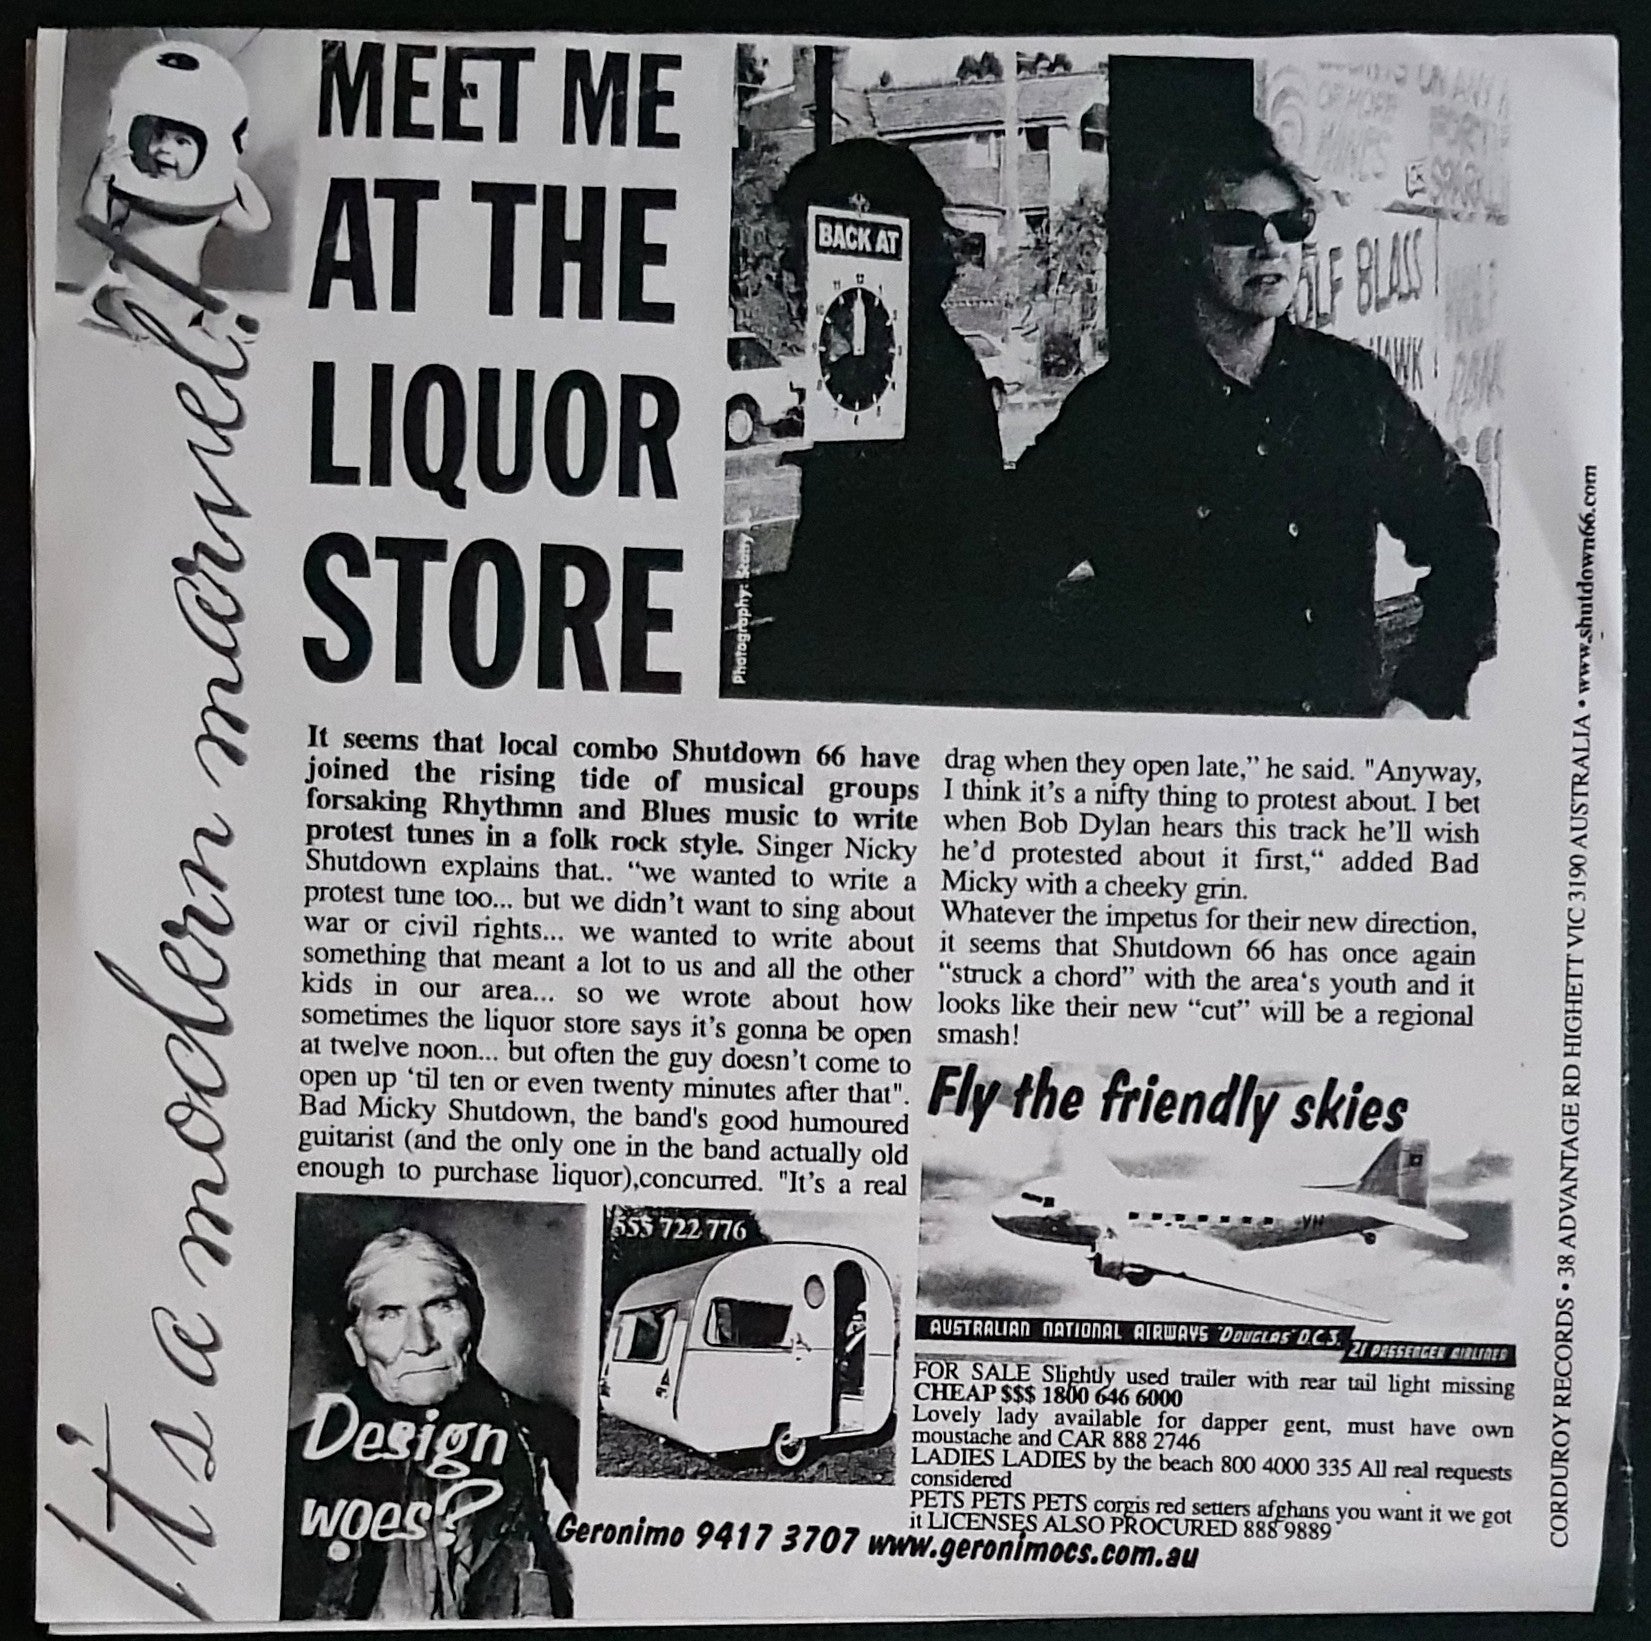 It's a modern marvel!
MEET ME
AT THE
LIQUOR
STORE
BACK AT
OLF BLASS
HAWK
Photography:
It seems that local combo Shutdown 66 have
joined the rising tide of musical groups
forsaking Rhythmn and Blues music to write
protest tunes in a folk rock style. Singer Nicky
Shutdown explains that.. “we wanted to write a
protest tune too... but we didn’t want to sing about
war or civil rights... we wanted to write about
something that meant a lot to us and all the other
kids in our area... so we wrote about how
sometimes the liquor store says it’s gonna be open
at twelve noon... but often the guy doesn’t come to
open up ‘til ten or even twenty minutes after that".
Bad Micky Shutdown, the band's good humoured
guitarist (and the only one in the band actually old
enough to purchase liquor),concurred. "It’s a real
drag when they open late,” he said. "Anyway,
I think it’s a nifty thing to protest about. I bet
when Bob Dylan hears this track he’ll wish
he’d protested about it first,“ added Bad
Micky with a cheeky grin.
Whatever the impetus for their new direction,
it seems that Shutdown 66 has once again
“struck a chord” with the area‘s youth and it
looks like their new “cut” will be a regional
smash!
Fly the friendly skies
VH
AUSTRALIAN NATIONAL AIRWAYS "DOUGLAS" D.C.3. 21 PASSENGER AIRLINER
FOR SALE Slightly used trailer with rear tail light missing
CHEAP $$$ 1800 646 6000
Lovely lady available for dapper gent, must have own
moustache and CAR 888 2746
LADIES LADIES by the beach 800 4000 335 All real requests
considered
PETS PETS PETS corgis red setters afghans you want it we got
it LICENSES ALSO PROCURED 888 9889
555 722 776
Design
woes?
Geronimo 9417 3707 www.geronimocs.com.au
CORDUROY RECORDS • 38 ADVANTAGE RD HIGHETT VIC 3190 AUSTRALIA • www.shutdown66.com